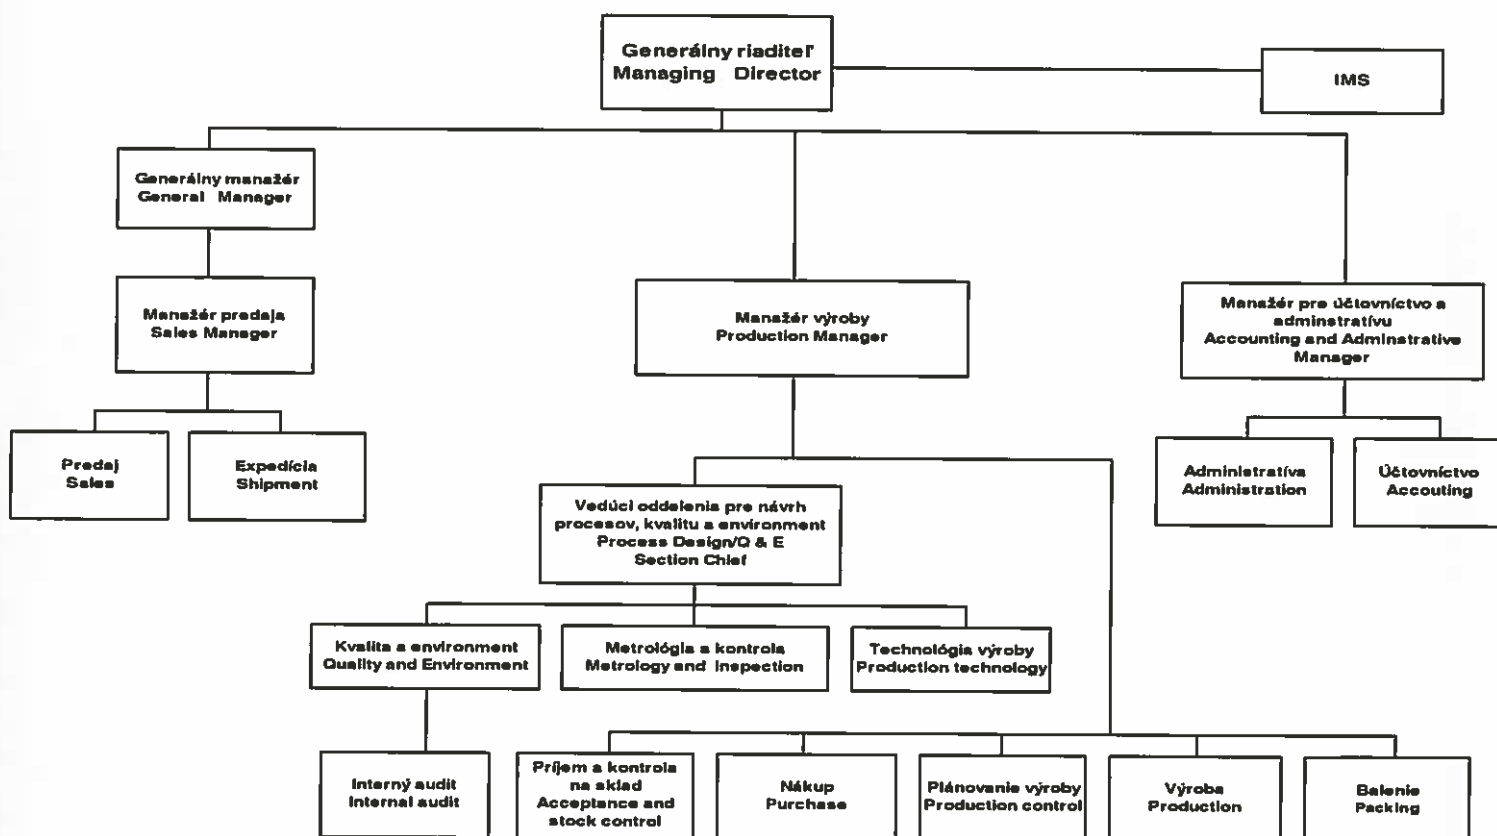 Generálny riaditeľ
Managing Director
IMS
Generálny manažér
General Manager
Manažér predaja
Sales Manager
Manažér výroby
Production Manager
Manažér pre účtovníctvo a
adminstratívu
Accounting and Adminstrative
Manager
Predaj
Sales
Expedícia
Shipment
Administratíva
Administration
Účtovníctvo
Accouting
Vedúci oddelenia pre návrh
procesov, kvalitu a environment
Process Design/Q & E
Section Chief
Kvalita a environment
Quality and Environment
Metrológia a kontrola
Metrology and Inspection
Technológia výroby
Production technology
Interný audit
Internal audit
Príjem a kontrola
na sklad
Acceptance and
stock control
Nákup
Purchase
Plánovanie výroby
Production control
Výroba
Production
Balenie
Packing